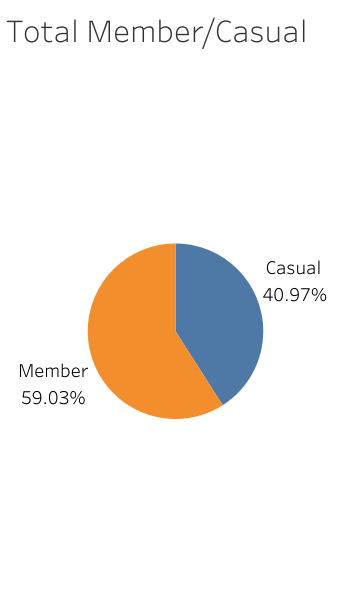 Total Member/Casual
Casual
40.97%
Member
59.03%